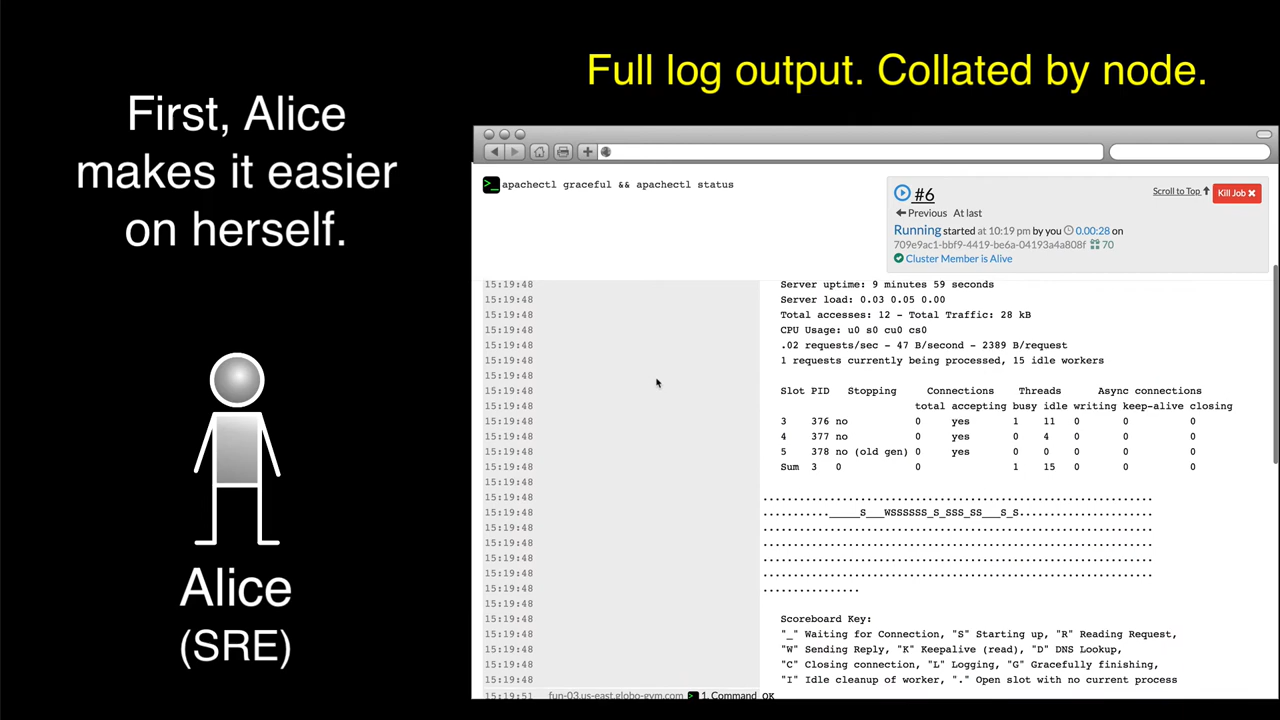 First, Alice
makes it easier
on herself.
Alice
(SRE)
Full log output. Collated by node.
apachectl graceful && apachectl status
#6
Scroll to Top
Kill Job ✖
Previous At last
Running started at 10:19 pm by you 0.00:28 on
709e9ac1-bbf9-4419-be6a-04193a4a808f 70
Cluster Member is Alive
15:19:48 Server uptime: 9 minutes 59 seconds
15:19:48 Server load: 0.03 0.05 0.00
15:19:48 Total accesses: 12 - Total Traffic: 28 kB
15:19:48 CPU Usage: u0 s0 cu0 cs0
15:19:48 .02 requests/sec - 47 B/second - 2389 B/request
15:19:48 1 requests currently being processed, 15 idle workers
15:19:48
15:19:48 Slot PID Stopping Connections Threads Async connections
15:19:48 total accepting busy idle writing keep-alive closing
15:19:48 3 376 no 0 yes 1 11 0 0 0
15:19:48 4 377 no 0 yes 0 4 0 0 0
15:19:48 5 378 no (old gen) 0 yes 0 0 0 0 0
15:19:48 Sum 3 0 0 1 15 0 0 0
15:19:48
15:19:48 ................................................................
15:19:48 ..........._____S___WSSSSSS_S_SSS_SS___S_S......................
15:19:48 ................................................................
15:19:48 ................................................................
15:19:48 ................................................................
15:19:48 ................
15:19:48
15:19:48 Scoreboard Key:
15:19:48 "_" Waiting for Connection, "S" Starting up, "R" Reading Request,
15:19:48 "W" Sending Reply, "K" Keepalive (read), "D" DNS Lookup,
15:19:48 "C" Closing connection, "L" Logging, "G" Gracefully finishing,
15:19:48 "I" Idle cleanup of worker, "." Open slot with no current process
15:19:51 fun-03.us-east.globo-gym.com 1. Command OK